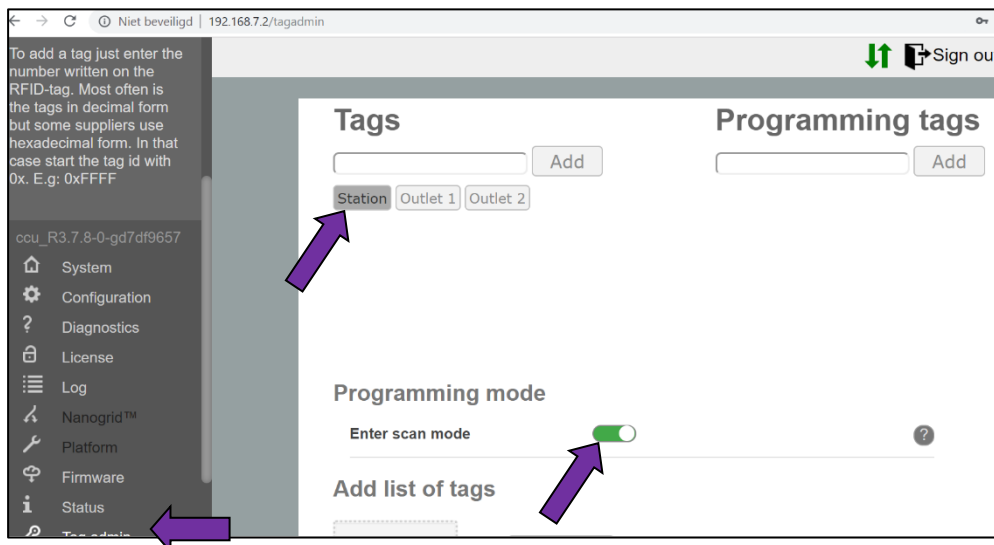 Niet beveiligd | 192.168.7.2/tagadmin
Sign ou
To add a tag just enter the
number written on the
RFID-tag. Most often is
the tags in decimal form
but some suppliers use
hexadecimal form. In that
case start the tag id with
0x. E.g: 0xFFFF
ccu_R3.7.8-0-gd7df9657
System
Configuration
Diagnostics
License
Log
Nanogrid™
Platform
Firmware
Status
Tag admin
Tags
Add
Station Outlet 1 Outlet 2
Programming tags
Add
Programming mode
Enter scan mode
?
Add list of tags